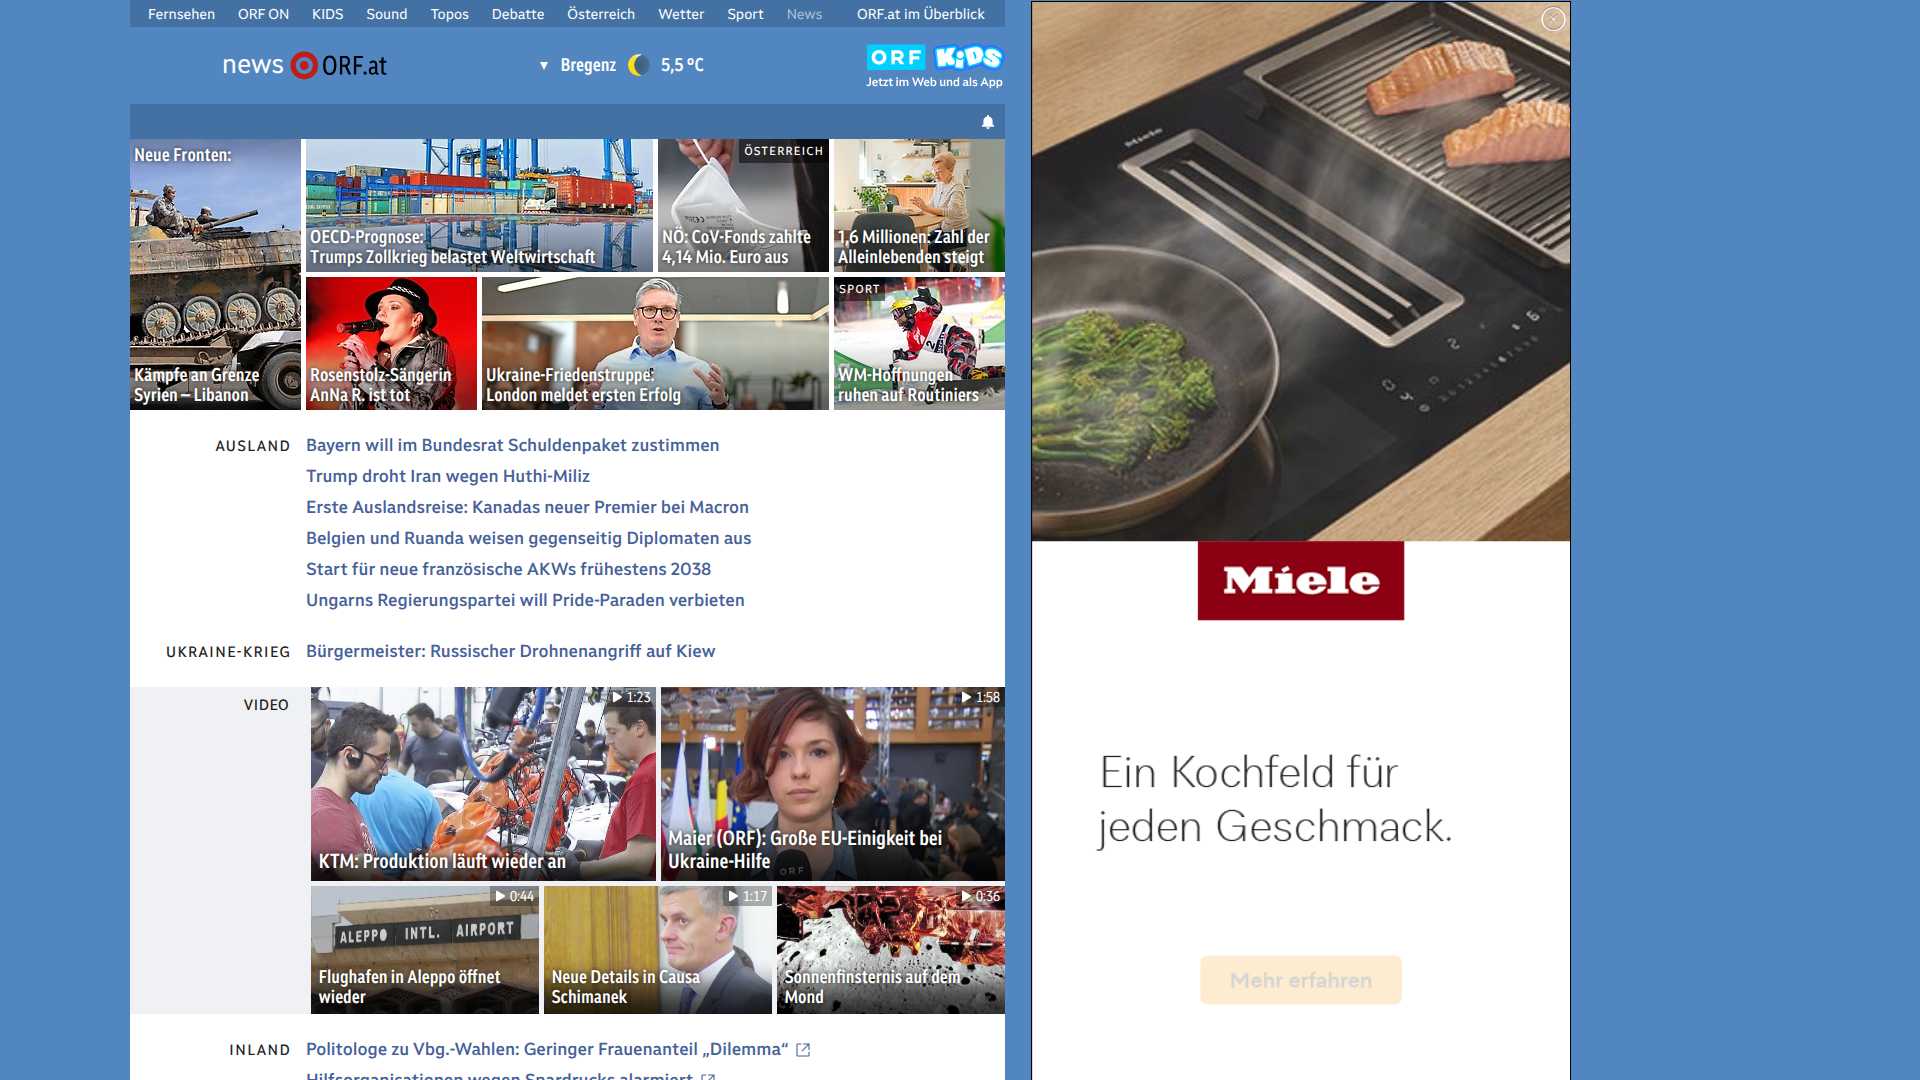 Fernsehen ORF ON KIDS Sound Topos Debatte Österreich Wetter Sport News ORF.at im Überblick
news ORF.at
▼ Bregenz 5,5 °C
ORF KiDS
Jetzt im Web und als App
Neue Fronten:
Kämpfe an Grenze
Syrien – Libanon
OECD-Prognose:
Trumps Zollkrieg belastet Weltwirtschaft
ÖSTERREICH
NÖ: CoV-Fonds zahlte
4,14 Mio. Euro aus
1,6 Millionen: Zahl der
Alleinlebenden steigt
Rosenstolz-Sängerin
AnNa R. ist tot
Ukraine-Friedenstruppe:
London meldet ersten Erfolg
SPORT
WM-Hoffnungen
ruhen auf Routiniers
AUSLAND
Bayern will im Bundesrat Schuldenpaket zustimmen
Trump droht Iran wegen Huthi-Miliz
Erste Auslandsreise: Kanadas neuer Premier bei Macron
Belgien und Ruanda weisen gegenseitig Diplomaten aus
Start für neue französische AKWs frühestens 2038
Ungarns Regierungspartei will Pride-Paraden verbieten
UKRAINE-KRIEG
Bürgermeister: Russischer Drohnenangriff auf Kiew
VIDEO
1:23
KTM: Produktion läuft wieder an
1:58
Maier (ORF): Große EU-Einigkeit bei
Ukraine-Hilfe
ORF
0:44
ALEPPO INTL. AIRPORT
Flughafen in Aleppo öffnet
wieder
1:17
Neue Details in Causa
Schimanek
0:36
Sonnenfinsternis auf dem
Mond
INLAND
Politologe zu Vbg.-Wahlen: Geringer Frauenanteil „Dilemma“
Hilfsorganisationen wegen Spardrucks alarmiert
Miele
Miele
Ein Kochfeld für
jeden Geschmack.
Mehr erfahren